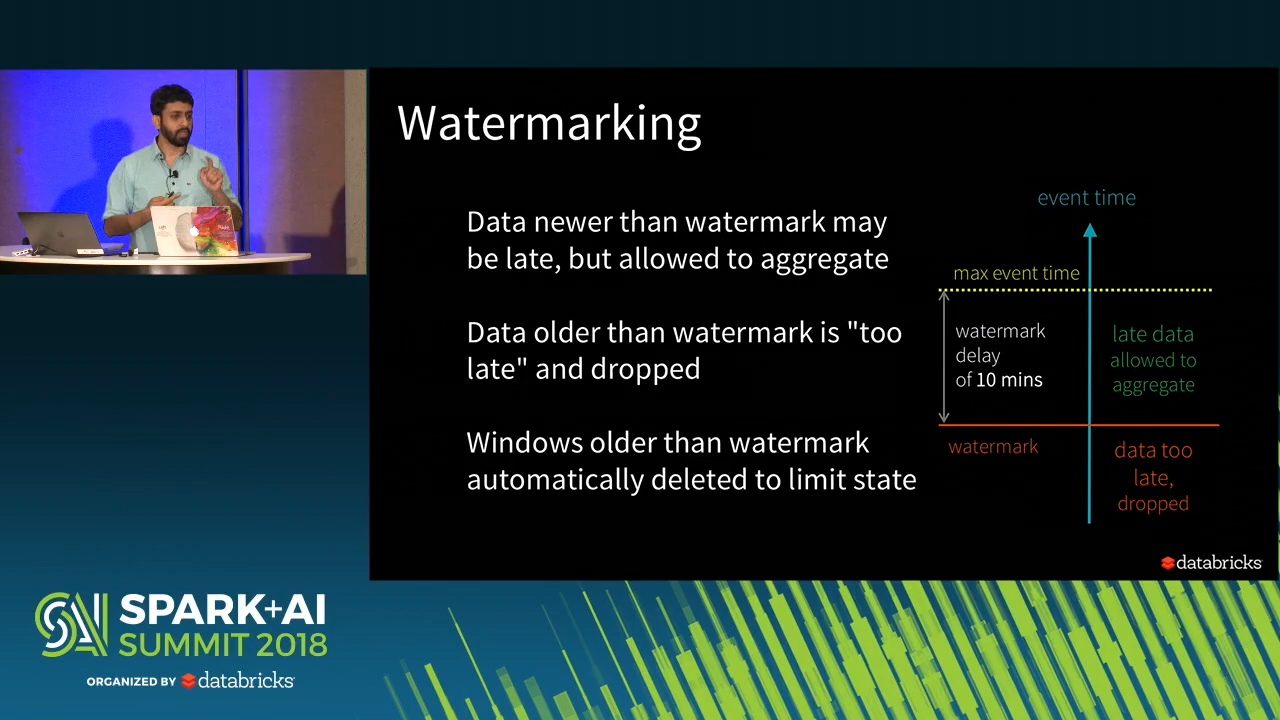 Watermarking
Data newer than watermark may
be late, but allowed to aggregate
Data older than watermark is "too
late" and dropped
Windows older than watermark
automatically deleted to limit state
event time
max event time
watermark
delay
of 10 mins
late data
allowed to
aggregate
watermark
data too
late,
dropped
databricks
SPARK+AI
SUMMIT 2018
ORGANIZED BY databricks